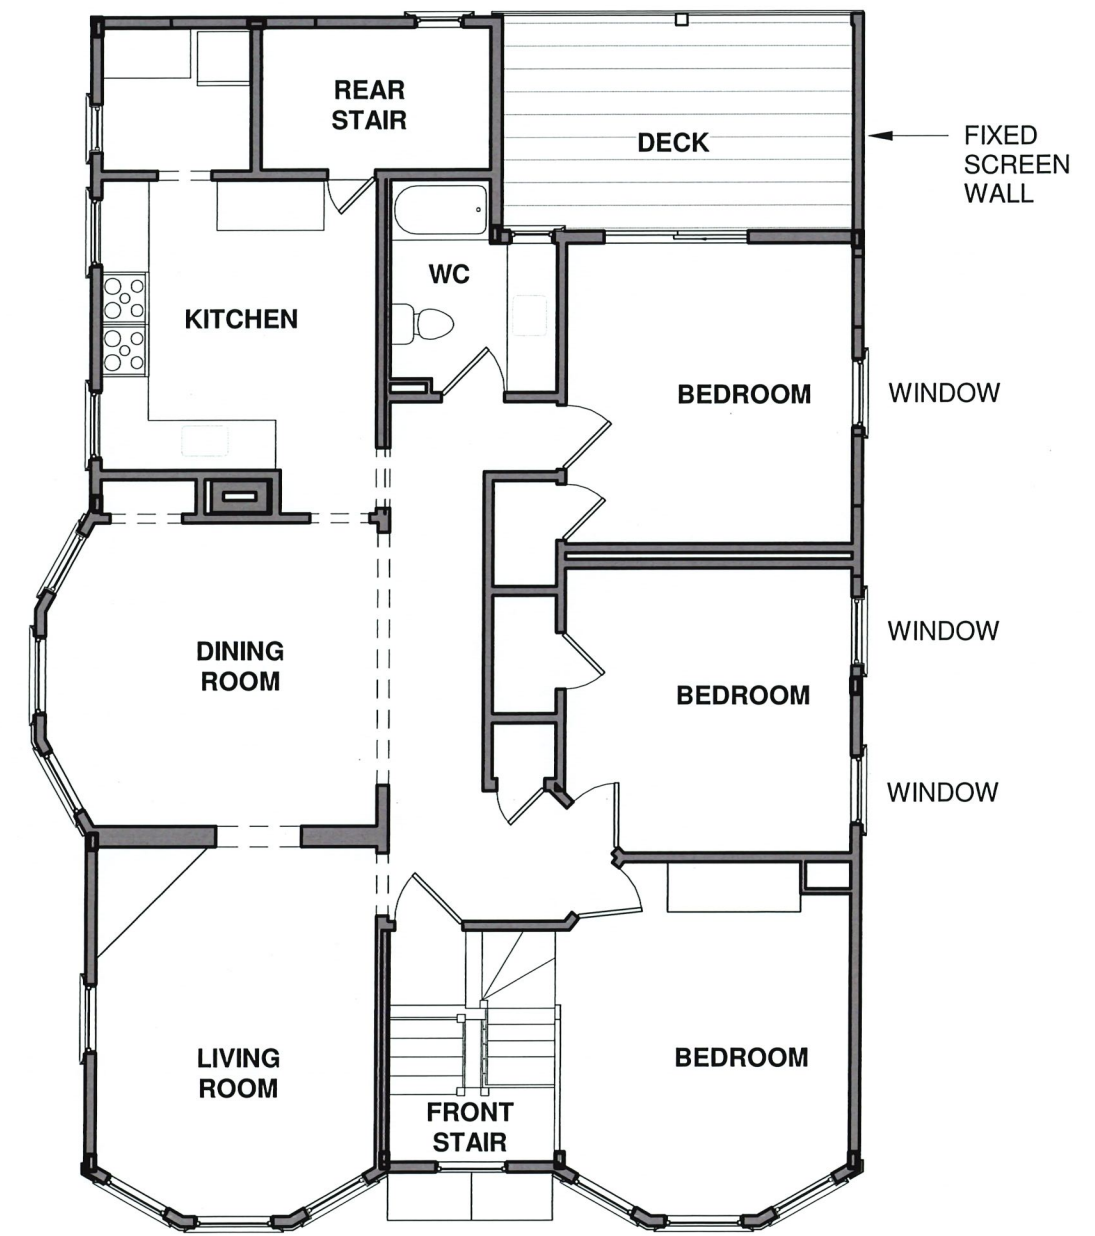 REAR
STAIR
DECK
FIXED
SCREEN
WALL
WC
KITCHEN
BEDROOM
WINDOW
WINDOW
DINING
ROOM
BEDROOM
WINDOW
LIVING
ROOM
BEDROOM
FRONT
STAIR